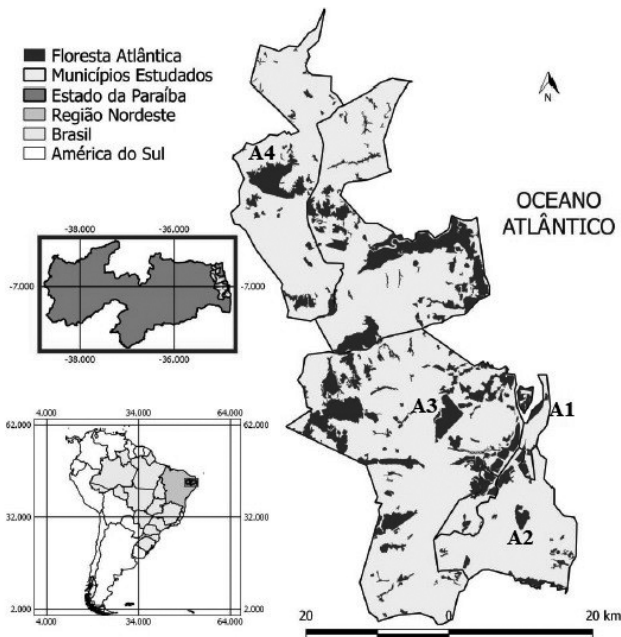 Floresta Atlântica
Municípios Estudados
Estado da Paraíba
Região Nordeste
Brasil
América do Sul
N
A4
OCEANO
ATLÂNTICO
-38.000 -36.000
-7.000 -7.000
-38.000 -36.000
A3
A1
A2
4.000 34.000 64.000
62.000 62.000
32.000 32.000
2.000 2.000
4.000 34.000 64.000
20 0 20 km